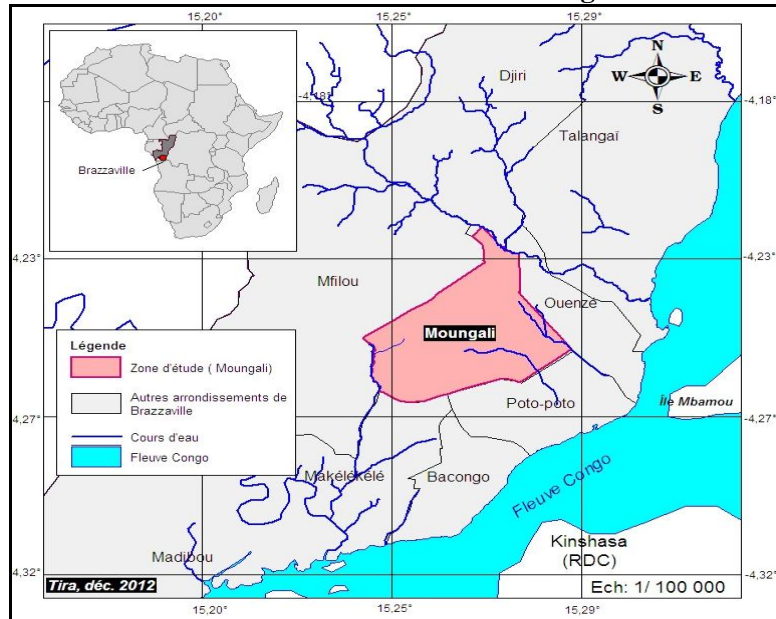 15,20°
15,25°
15,29°
Djiri
N
W E
S
-4,18°
-4,18°
Talangaï
Brazzaville
4,23°
-4,23°
Mfilou
Ouenzé
Légende
Moungali
Zone d'étude ( Moungali)
Autres arrondissements de
Brazzaville
Île Mbamou
Poto-poto
4,27°
-4,27°
Cours d'eau
Fleuve Congo
Makélékélé
Bacongo
Fleuve Congo
Kinshasa
(RDC)
Madibou
4,32°
-4,32°
Tira, déc. 2012
Ech: 1/ 100 000
15,20°
15,25°
15,29°